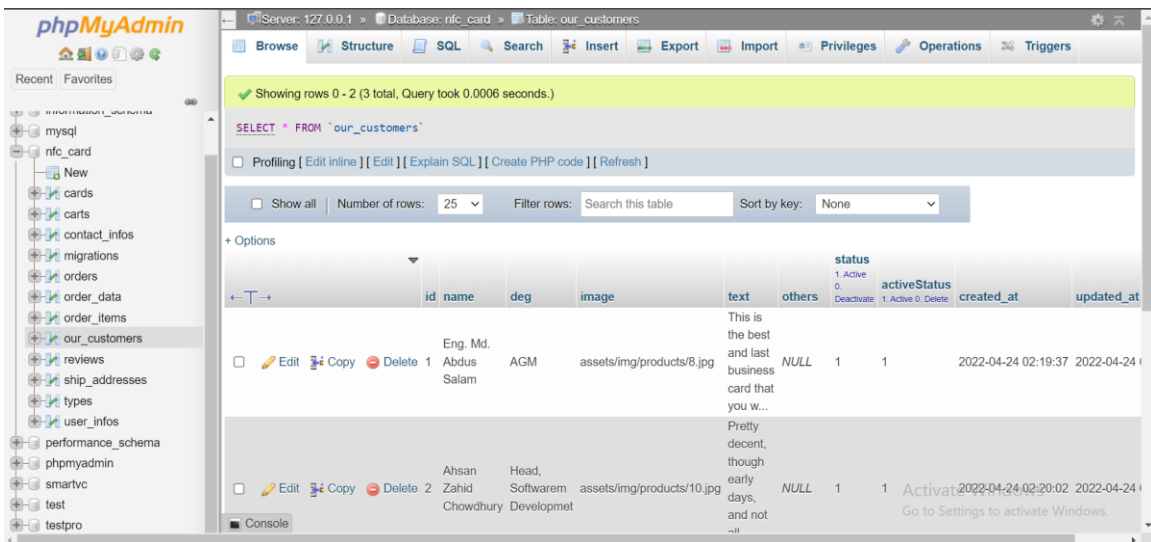 phpMyAdmin
Recent Favorites
information_schema
mysql
nfc_card
New
cards
carts
contact_infos
migrations
orders
order_data
order_items
our_customers
reviews
ship_addresses
types
user_infos
performance_schema
phpmyadmin
smartvc
test
testpro
Server: 127.0.0.1 » Database: nfc_card » Table: our_customers
Browse Structure SQL Search Insert Export Import Privileges Operations Triggers
Showing rows 0 - 2 (3 total, Query took 0.0006 seconds.)
SELECT * FROM `our_customers`
Profiling [ Edit inline ] [ Edit ] [ Explain SQL ] [ Create PHP code ] [ Refresh ]
Show all | Number of rows: 25 Filter rows: Search this table Sort by key: None
+ Options
←T→ id name deg image text others status 1. Active 0. Deactivate activeStatus 1. Active 0. Delete created_at updated_at
Edit Copy Delete 1 Eng. Md. Abdus Salam AGM assets/img/products/8.jpg This is the best and last business card that you w... NULL 1 1 2022-04-24 02:19:37 2022-04-24
Edit Copy Delete 2 Ahsan Zahid Chowdhury Head, Softwarem Developmet assets/img/products/10.jpg Pretty decent, though early days, and not all NULL 1 1 2022-04-24 02:20:02 2022-04-24
Activate Windows
Go to Settings to activate Windows.
Console